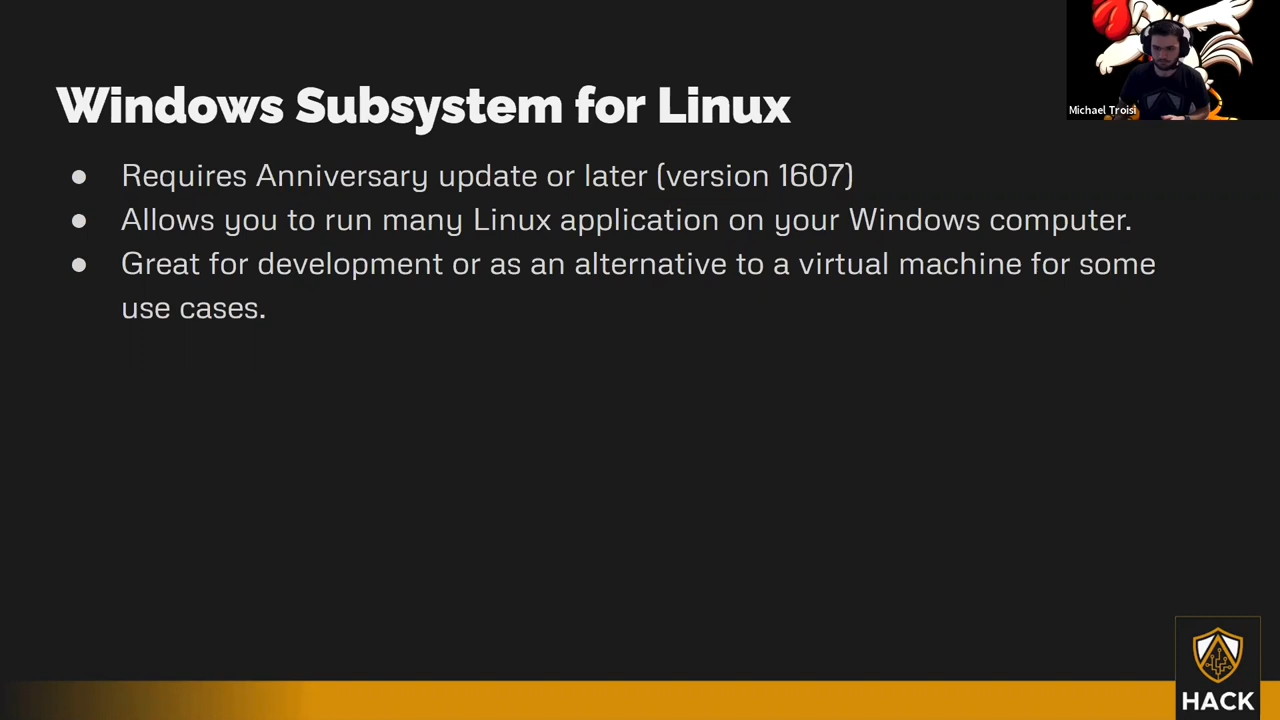 Michael Troisi
Windows Subsystem for Linux
● Requires Anniversary update or later (version 1607)
● Allows you to run many Linux application on your Windows computer.
● Great for development or as an alternative to a virtual machine for some
use cases.
HACK